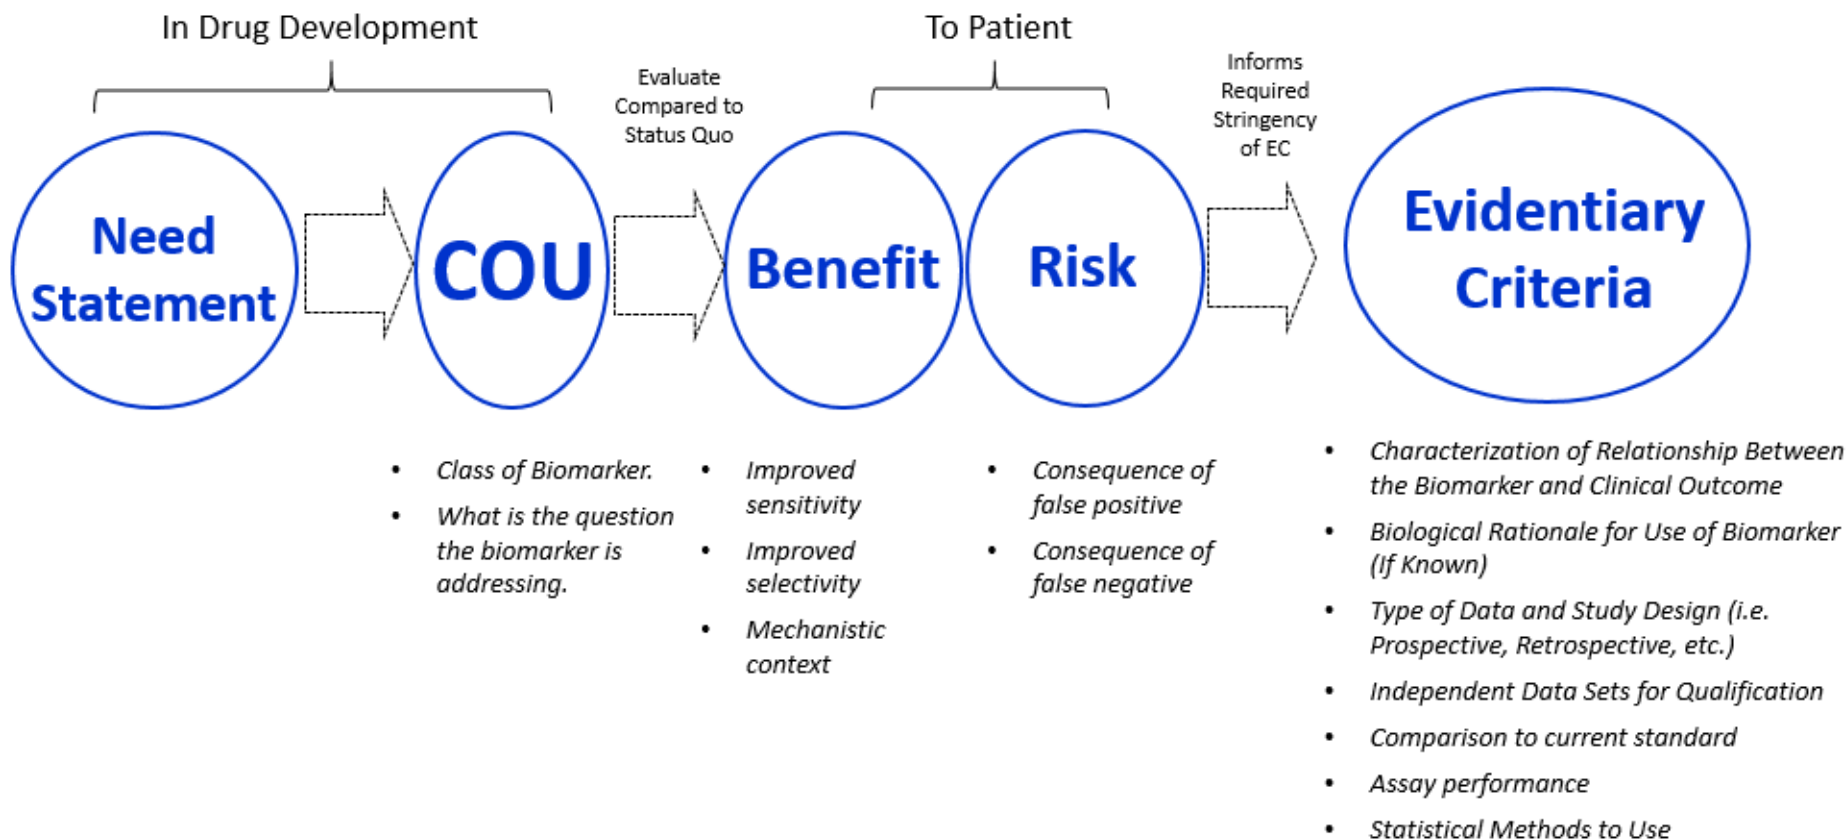 In Drug Development
To Patient
Evaluate
Compared to
Status Quo
Informs
Required
Stringency
of EC
Need
Statement
COU
Benefit
Risk
Evidentiary
Criteria
• Class of Biomarker.
• What is the question
the biomarker is
addressing.
• Improved
sensitivity
• Improved
selectivity
• Mechanistic
context
• Consequence of
false positive
• Consequence of
false negative
• Characterization of Relationship Between
the Biomarker and Clinical Outcome
• Biological Rationale for Use of Biomarker
(If Known)
• Type of Data and Study Design (i.e.
Prospective, Retrospective, etc.)
• Independent Data Sets for Qualification
• Comparison to current standard
• Assay performance
• Statistical Methods to Use